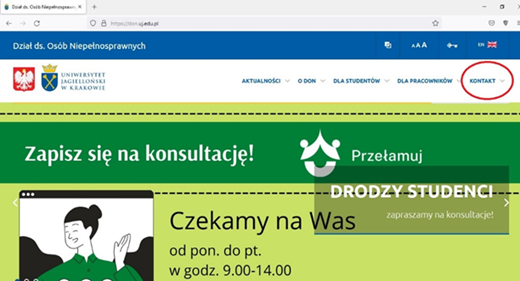 Dział ds. Osób Niepełnosprawnych
https://don.uj.edu.pl
Dział ds. Osób Niepełnosprawnych
A A A
EN
UNIWERSYTET
JAGIELLOŃSKI
W KRAKOWIE
AKTUALNOŚCI
O DON
DLA STUDENTÓW
DLA PRACOWNIKÓW
KONTAKT
Zapisz się na konsultację!
Przełamuj
DRODZY STUDENCI
zapraszamy na konsultacje!
Czekamy na Was
od pon. do pt.
w godz. 9.00-14.00